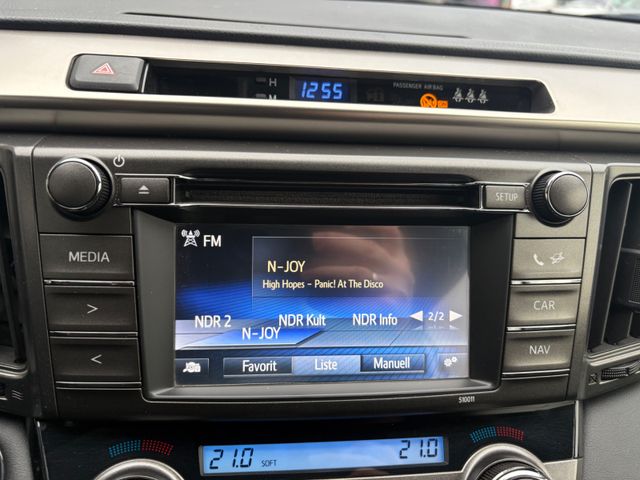 H
12:55
M
PASSENGER AIR BAG
SETUP
MEDIA
FM
N-JOY
High Hopes - Panic! At The Disco
CAR
NDR 2 NDR Kult NDR Info 2/2
N-JOY
NAV
Favorit Liste Manuell
510011
21.0 SOFT 21.0